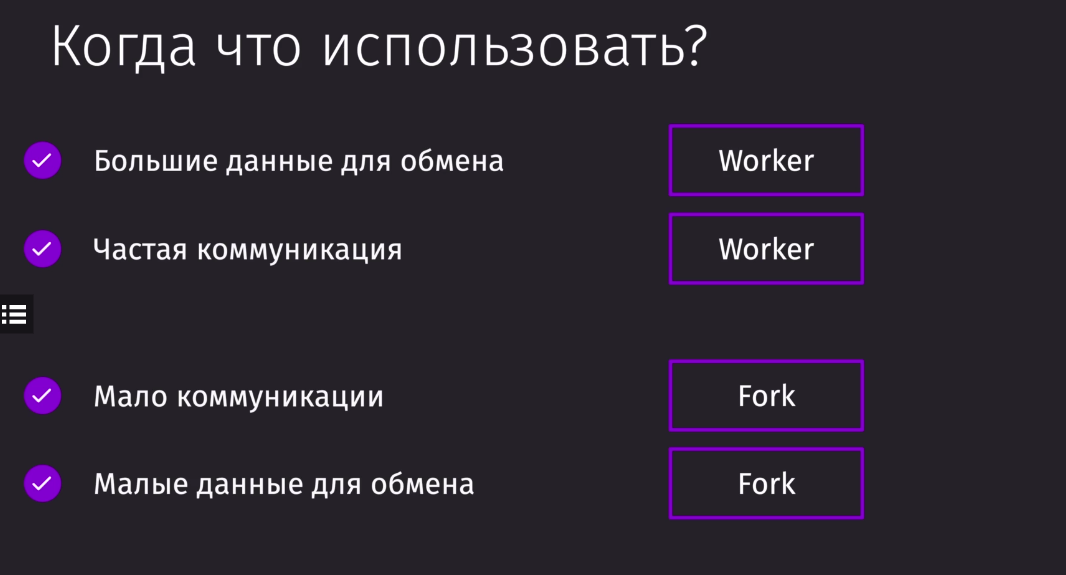 Когда что использовать?
Большие данные для обмена
Worker
Частая коммуникация
Worker
Мало коммуникации
Fork
Малые данные для обмена
Fork